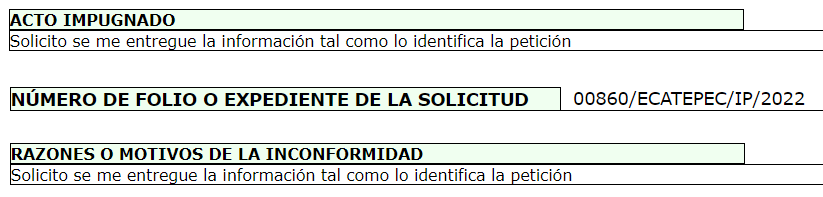 ACTO IMPUGNADO
Solicito se me entregue la información tal como lo identifica la petición
NÚMERO DE FOLIO O EXPEDIENTE DE LA SOLICITUD 00860/ECATEPEC/IP/2022
RAZONES O MOTIVOS DE LA INCONFORMIDAD
Solicito se me entregue la información tal como lo identifica la petición